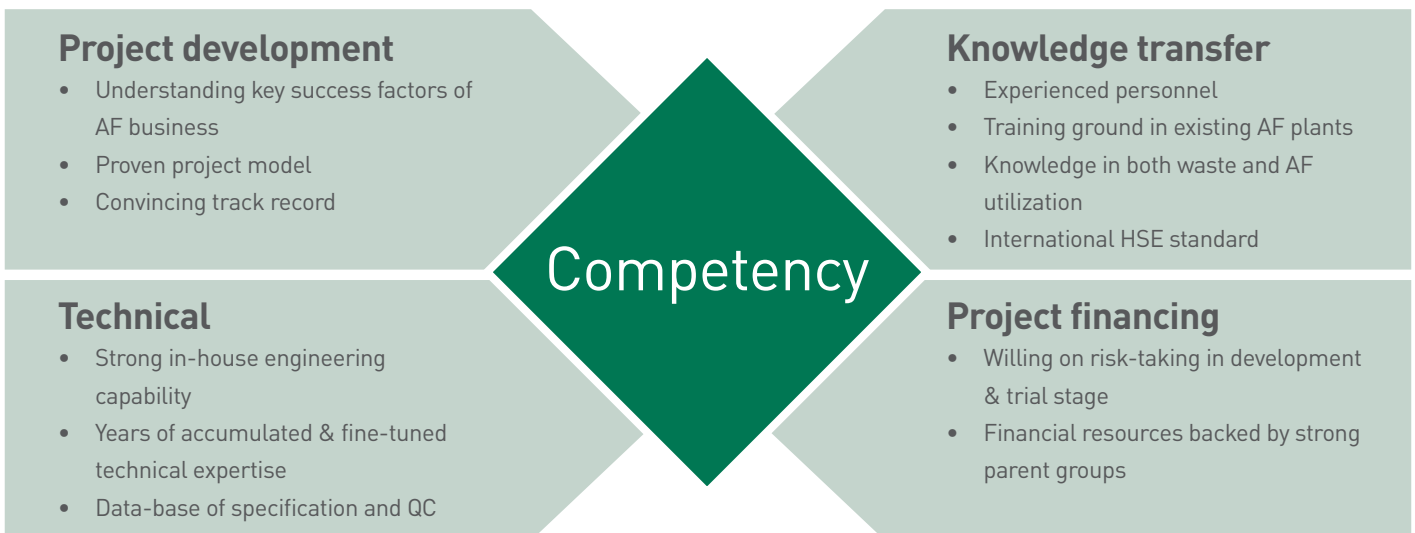 Project development
• Understanding key success factors of
AF business
• Proven project model
• Convincing track record
Knowledge transfer
• Experienced personnel
• Training ground in existing AF plants
• Knowledge in both waste and AF
utilization
• International HSE standard
Competency
Technical
• Strong in-house engineering
capability
• Years of accumulated & fine-tuned
technical expertise
• Data-base of specification and QC
Project financing
• Willing on risk-taking in development
& trial stage
• Financial resources backed by strong
parent groups